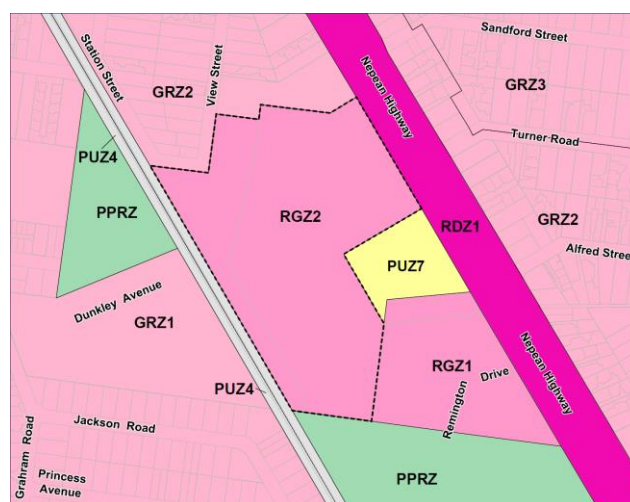 Sandford Street
Station Street
View Street
Nepean Highway
GRZ2
GRZ3
Turner Road
PUZ4
PPRZ
RGZ2
RDZ1
GRZ2
Alfred Stree
PUZ7
Dunkley Avenue
GRZ1
RGZ1
Remington Drive
Nepean Highway
PUZ4
Jackson Road
Grahram Road
Princess
Avenue
PPRZ